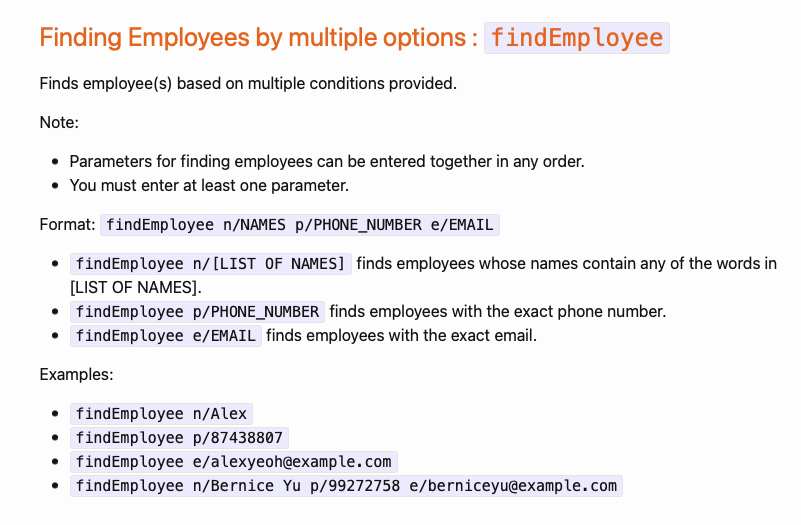 Finding Employees by multiple options : findEmployee
Finds employee(s) based on multiple conditions provided.
Note:
• Parameters for finding employees can be entered together in any order.
• You must enter at least one parameter.
Format: findEmployee n/NAMES p/PHONE_NUMBER e/EMAIL
• findEmployee n/[LIST OF NAMES] finds employees whose names contain any of the words in
[LIST OF NAMES].
• findEmployee p/PHONE_NUMBER finds employees with the exact phone number.
• findEmployee e/EMAIL finds employees with the exact email.
Examples:
• findEmployee n/Alex
• findEmployee p/87438807
• findEmployee e/alexyeoh@example.com
• findEmployee n/Bernice Yu p/99272758 e/berniceyu@example.com